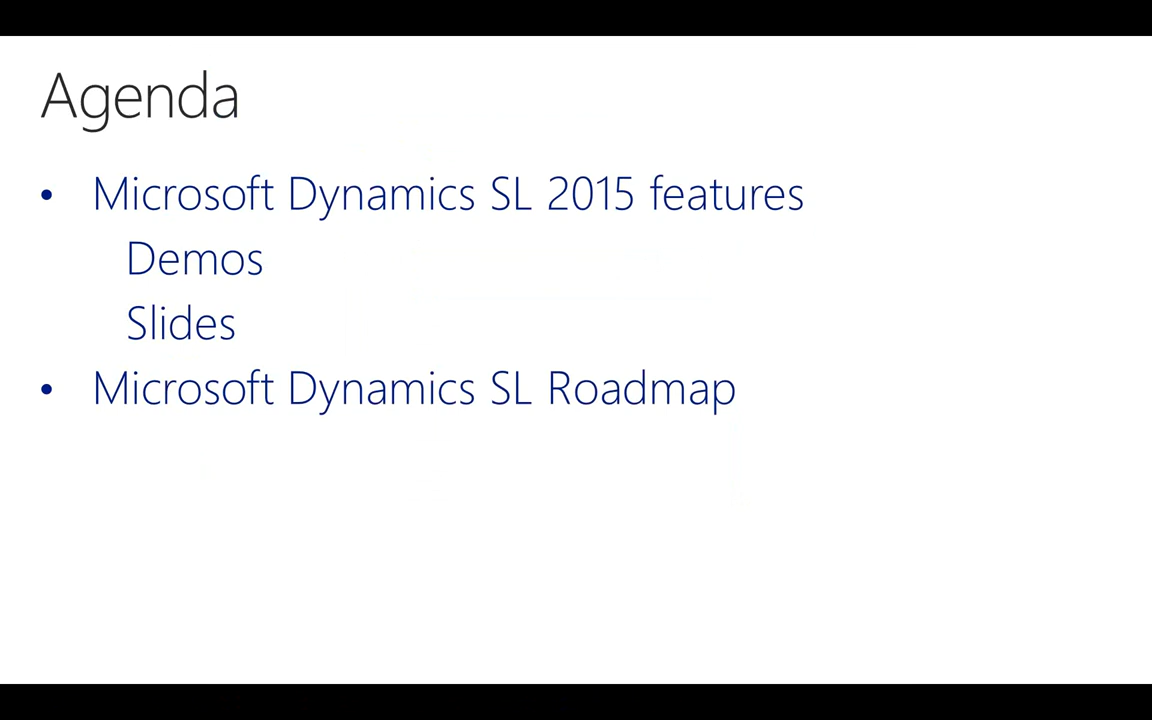 Agenda
• Microsoft Dynamics SL 2015 features
Demos
Slides
• Microsoft Dynamics SL Roadmap